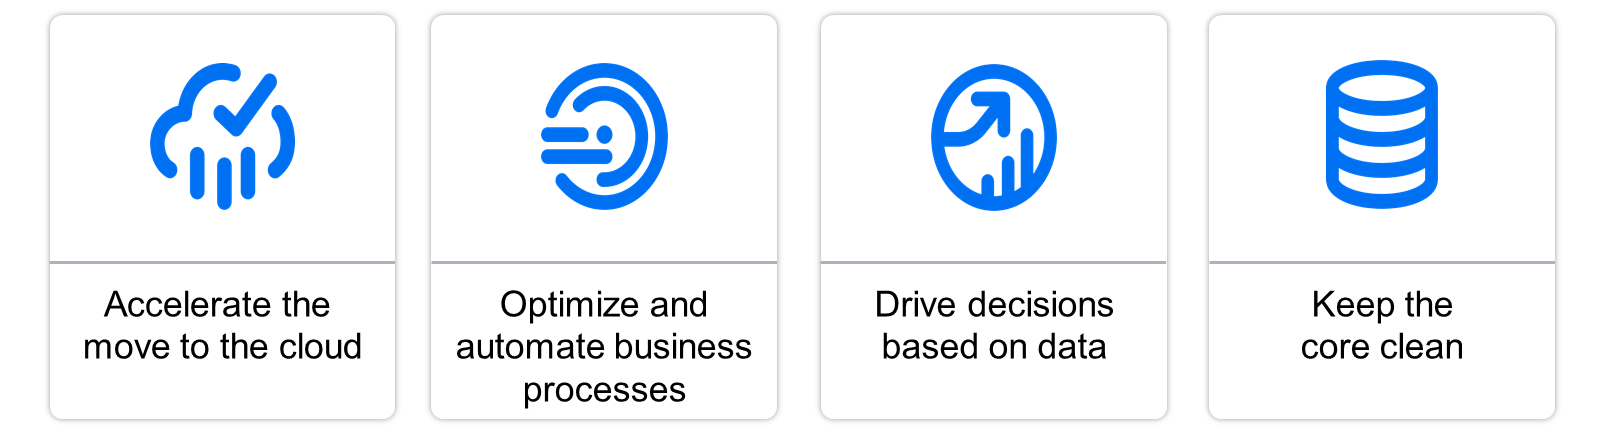 Accelerate the
move to the cloud
Optimize and
automate business
processes
Drive decisions
based on data
Keep the
core clean